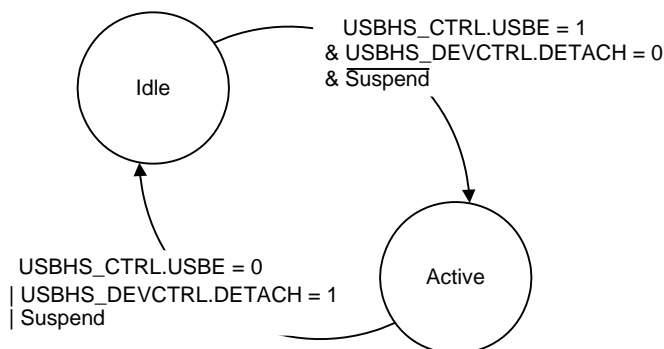 USBHS_CTRL.USBE = 1
& USBHS_DEVCTRL.DETACH = 0
& Suspend
Idle
Active
USBHS_CTRL.USBE = 0
| USBHS_DEVCTRL.DETACH = 1
| Suspend